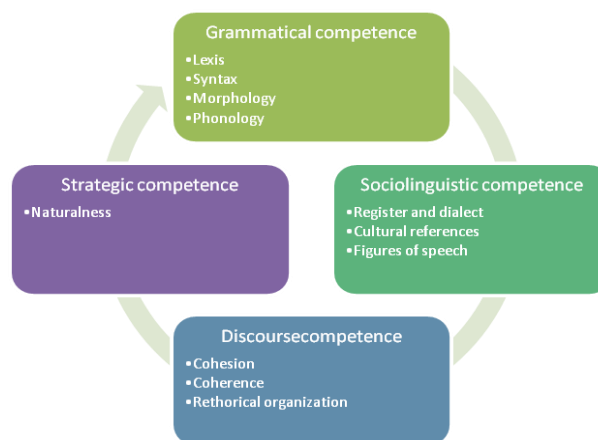 Grammatical competence
•Lexis
•Syntax
•Morphology
•Phonology
Strategic competence
•Naturalness
Sociolinguistic competence
•Register and dialect
•Cultural references
•Figures of speech
Discoursecompetence
•Cohesion
•Coherence
•Rethorical organization